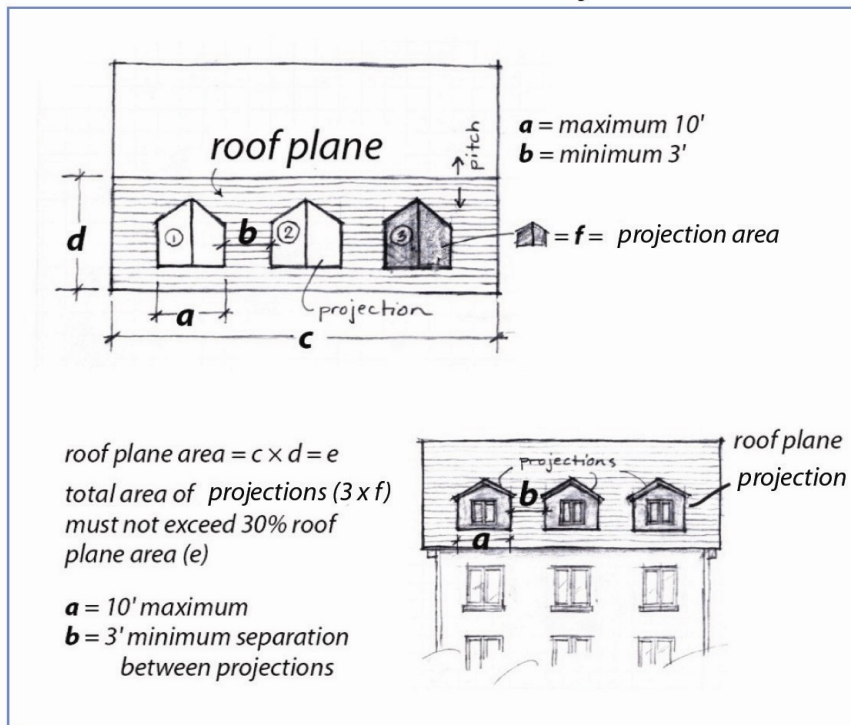 roof plane
pitch
a = maximum 10'
b = minimum 3'
d
1
b
2
3
= f = projection area
a
projection
c
roof plane area = c x d = e
total area of projections (3 x f)
must not exceed 30% roof
plane area (e)
a = 10' maximum
b = 3' minimum separation
between projections
roof plane
projections
projection
b
a